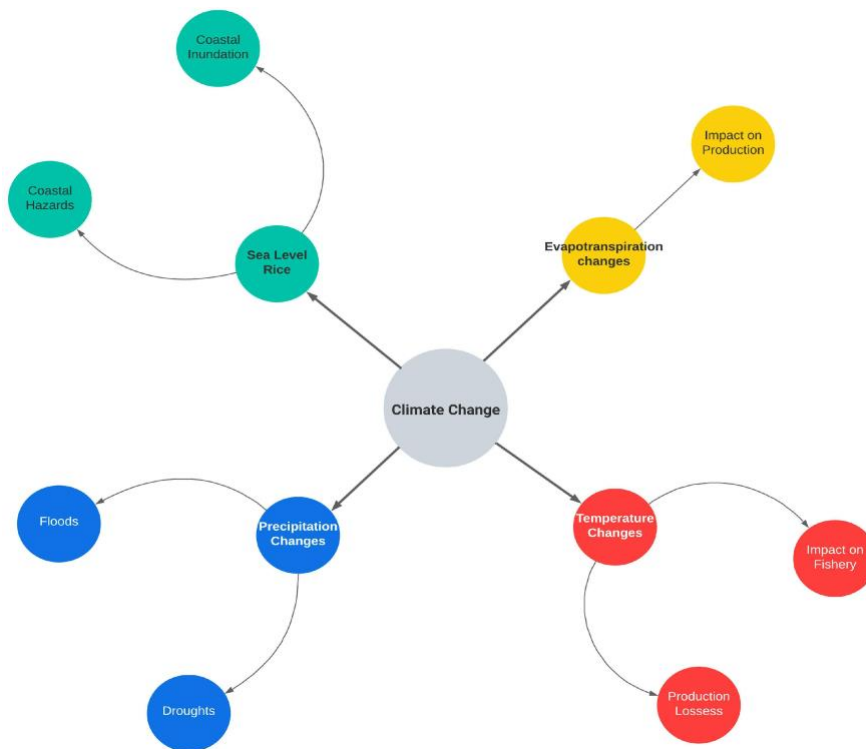 Coastal
Inundation
Impact on
Production
Coastal
Hazards
Sea Level
Rice
Evapotranspiration
changes
Climate Change
Floods
Precipitation
Changes
Temperature
Changes
Impact on
Fishery
Droughts
Production
Lossess